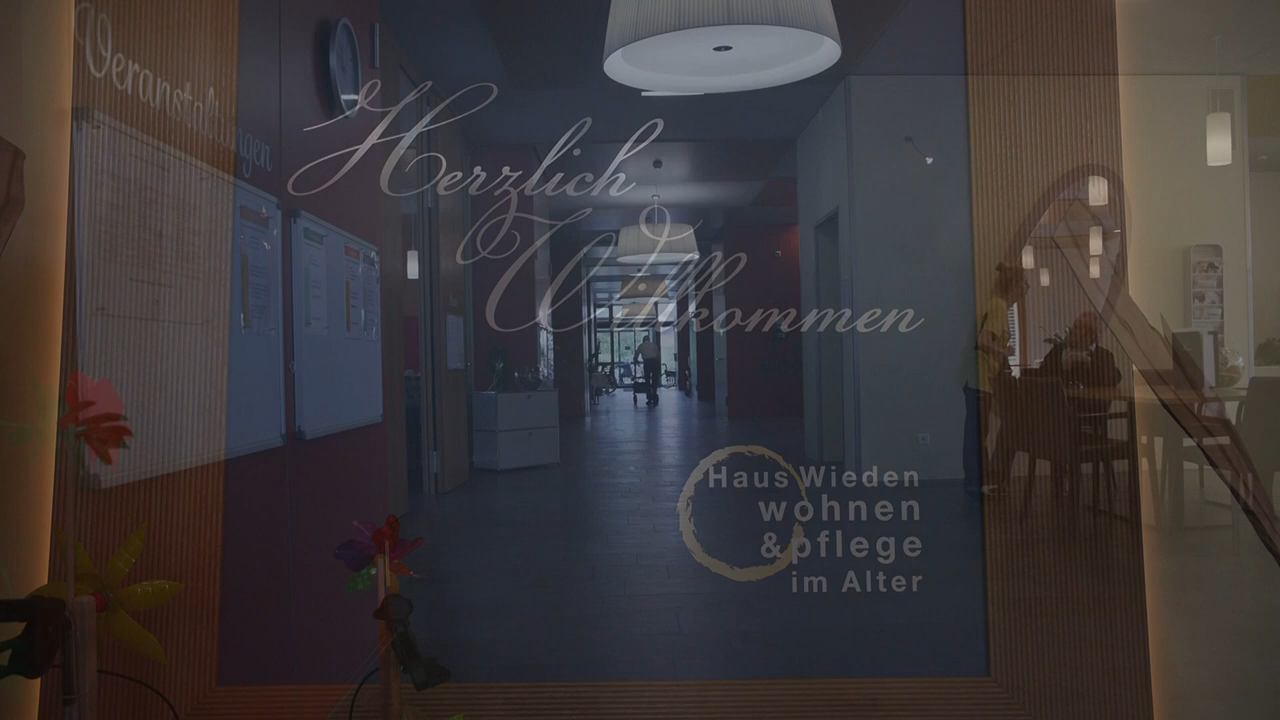 Veranstaltungen
Herzlich
Willkommen
Haus Wieden
wohnen
&pflege
im Alter